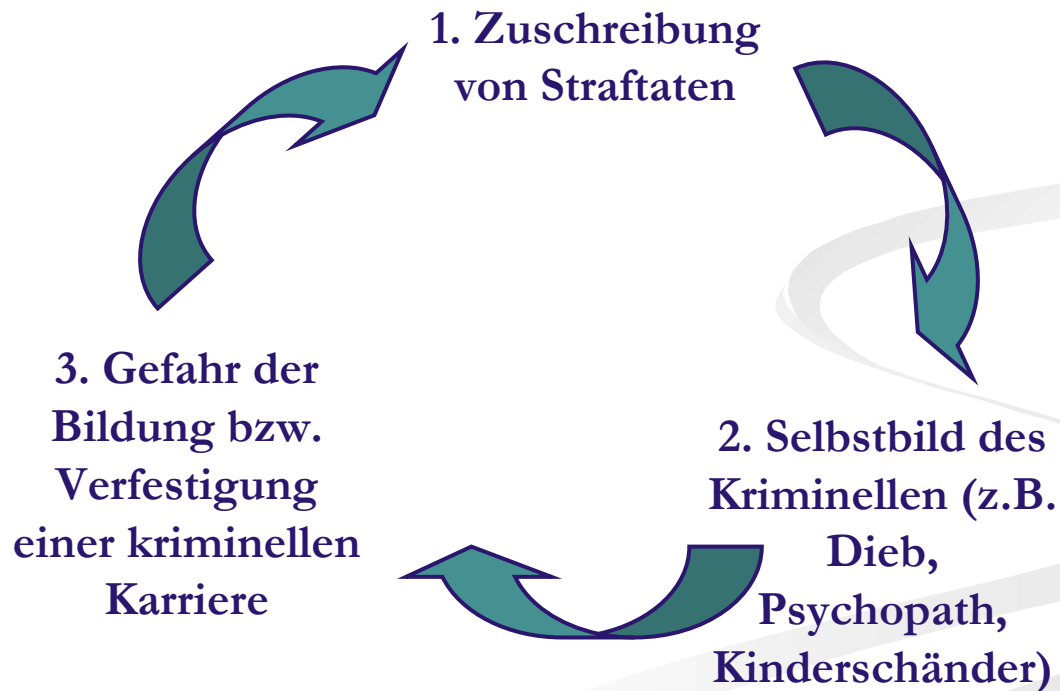 1. Zuschreibung
von Straftaten
2. Selbstbild des
Kriminellen (z.B.
Dieb,
Psychopath,
Kinderschänder)
3. Gefahr der
Bildung bzw.
Verfestigung
einer kriminellen
Karriere